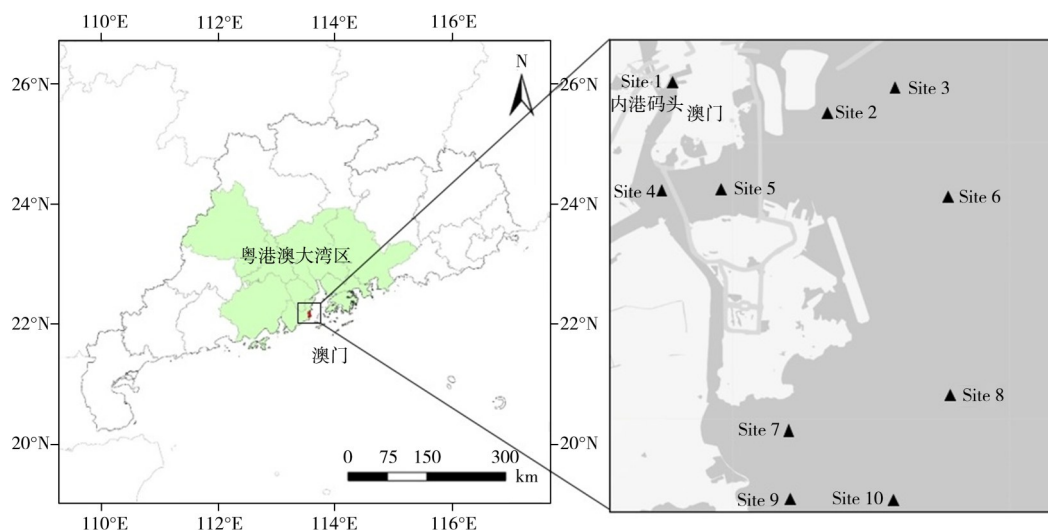 110°E 112°E 114°E 116°E
N
26°N 26°N
24°N 24°N
22°N 22°N
20°N 20°N
粤港澳大湾区
澳门
0 75 150 300
km
110°E 112°E 114°E 116°E
Site 1
内港码头
澳门
Site 2
Site 3
Site 4
Site 5
Site 6
Site 7
Site 8
Site 9
Site 10